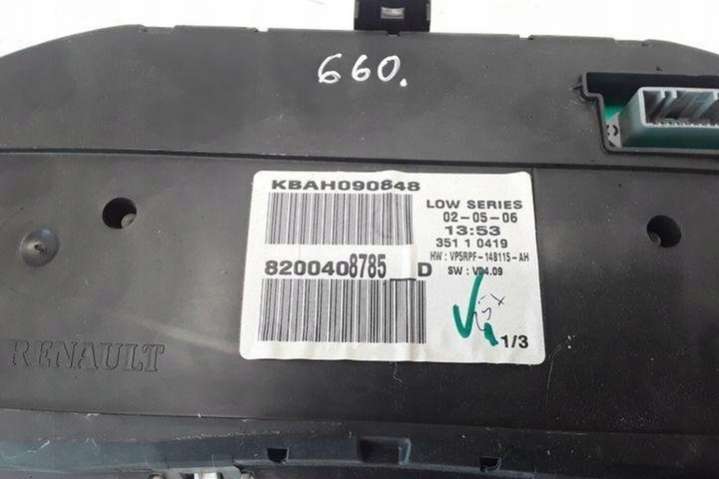 660.
KBAH090848
LOW SERIES
02-05-06
13:53
351 1 0419
HW : VP5RPF-14B115-AH
SW : V04.09
8200408785__D
1/3
RENAULT